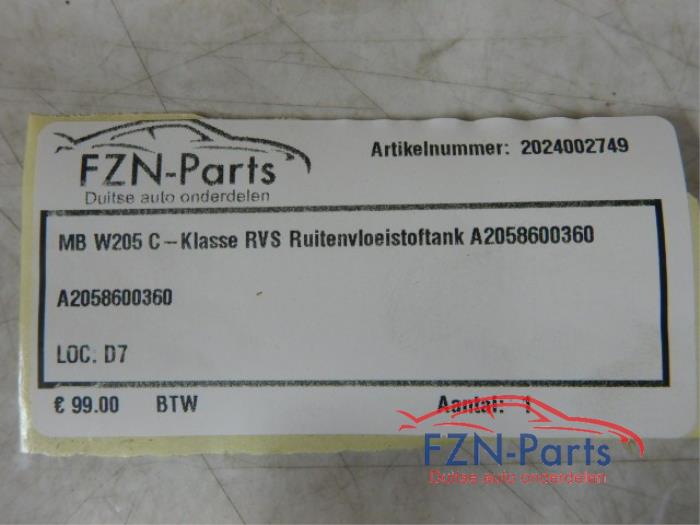 FZN-Parts
Duitse auto onderdelen
Artikelnummer: 2024002749
MB W205 C-Klasse RVS Ruitenvloeistoftank A2058600360
A2058600360
LOC: D7
€ 99.00 BTW Aantal: 1
FZN-Parts
Duitse auto onderdelen